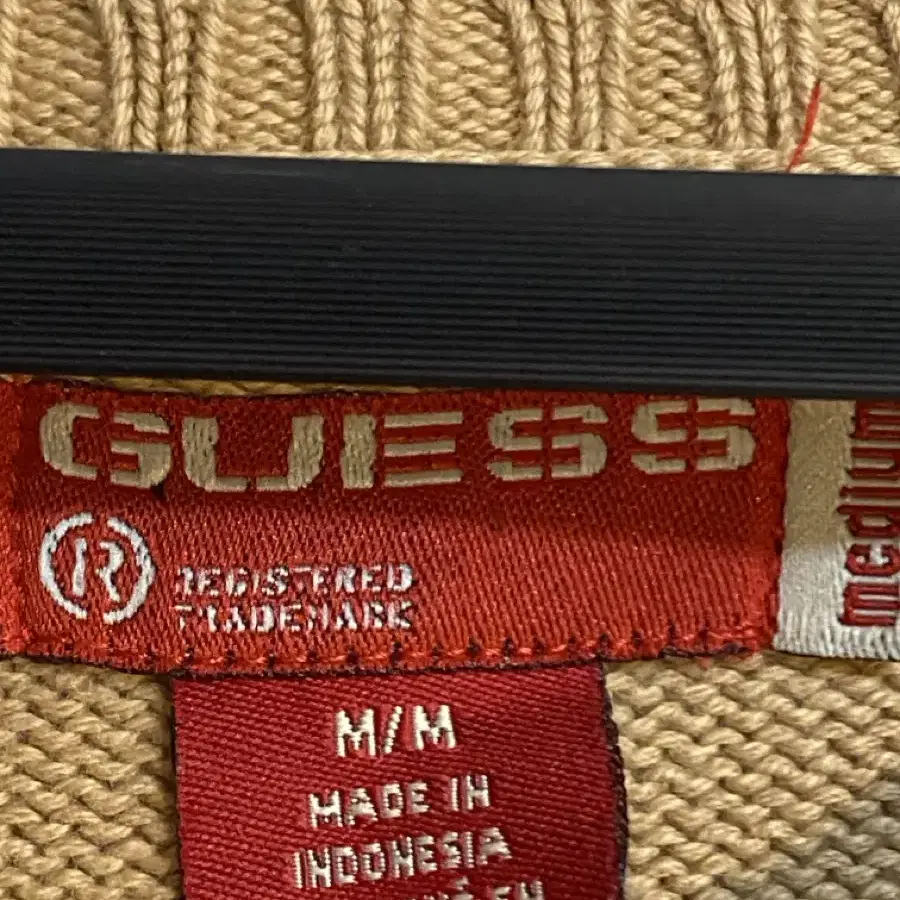 GUESS
®
REGISTERED
TRADEMARK
medium
M/M
MADE IN
INDONESIA